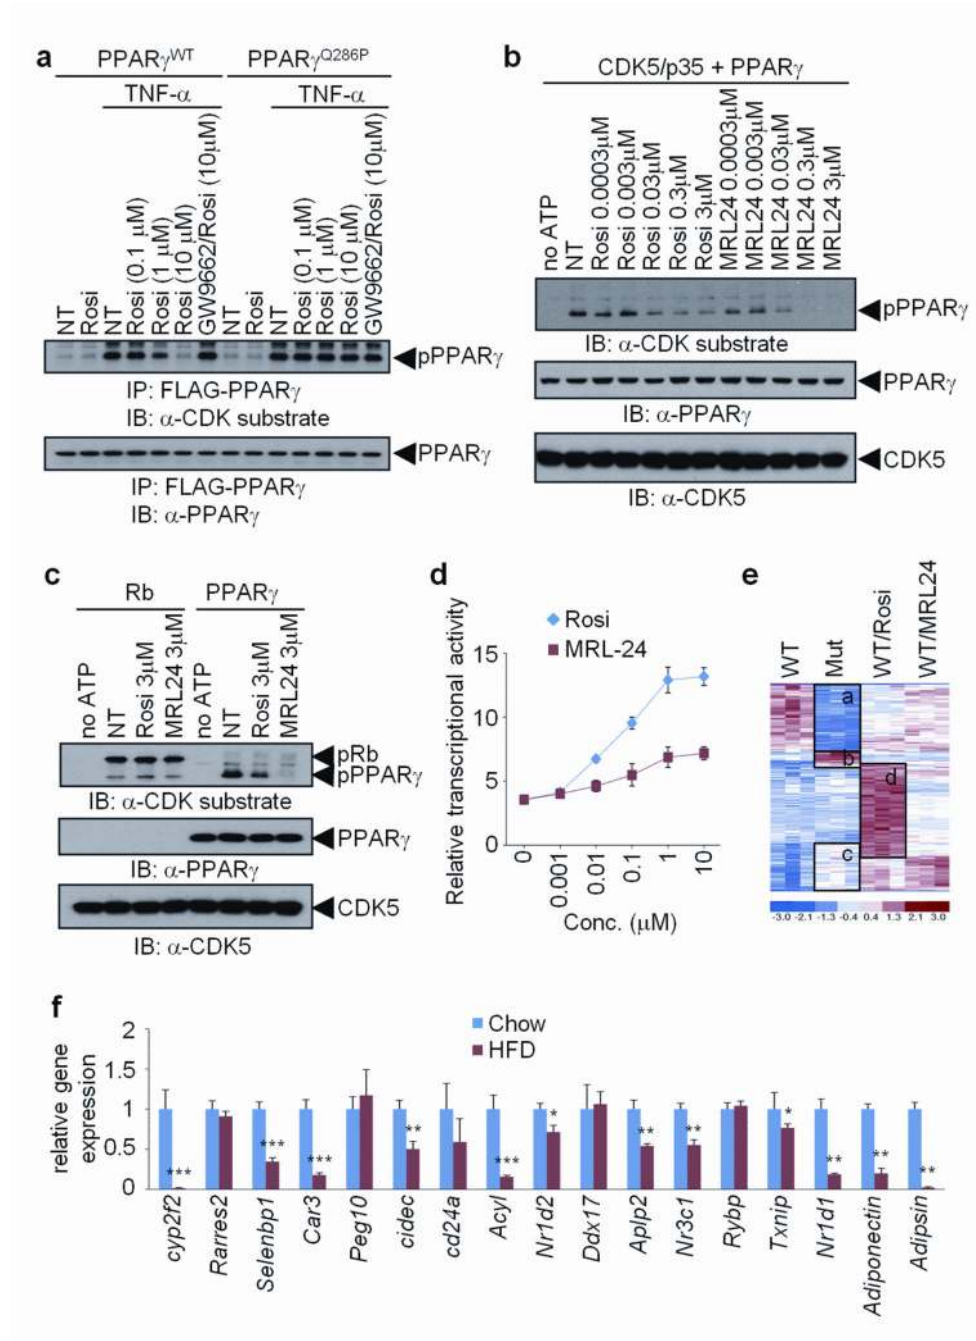 a
PPARγWT PPARγQ286P
TNF-α TNF-α
NT
Rosi
NT
Rosi (0.1 μM)
Rosi (1 μM)
Rosi (10 μM)
GW9662/Rosi (10μM)
NT
Rosi
NT
Rosi (0.1 μM)
Rosi (1 μM)
Rosi (10 μM)
GW9662/Rosi (10 μM)
pPPARγ
IP: FLAG-PPARγ
IB: α-CDK substrate
PPARγ
IP: FLAG-PPARγ
IB: α-PPARγ
b
CDK5/p35 + PPARγ
no ATP
NT
Rosi 0.0003μM
Rosi 0.003μM
Rosi 0.03μM
Rosi 0.3μM
Rosi 3μM
MRL24 0.0003μM
MRL24 0.003μM
MRL24 0.03μM
MRL24 0.3μM
MRL24 3μM
pPPARγ
IB: α-CDK substrate
PPARγ
IB: α-PPARγ
CDK5
IB: α-CDK5
c
Rb PPARγ
no ATP
NT
Rosi 3μM
MRL24 3μM
no ATP
NT
Rosi 3μM
MRL24 3μM
pRb
pPPARγ
IB: α-CDK substrate
PPARγ
IB: α-PPARγ
CDK5
IB: α-CDK5
d
Rosi
MRL-24
Relative transcriptional activity
15
10
5
0
0
0.001
0.01
0.1
1
10
Conc. (μM)
e
WT
Mut
WT/Rosi
WT/MRL24
a
b
d
c
-3.0 -2.1 -1.3 -0.4 0.4 1.3 2.1 3.0
f
Chow
HFD
relative gene
expression
2
1.5
1
0.5
0
*** *** *** ** *** * ** ** * ** ** **
cyp2f2
Rarres2
Selenbp1
Car3
Peg10
cidec
cd24a
Acyl
Nr1d2
Ddx17
Aplp2
Nr3c1
Rybp
Txnip
Nr1d1
Adiponectin
Adipsin